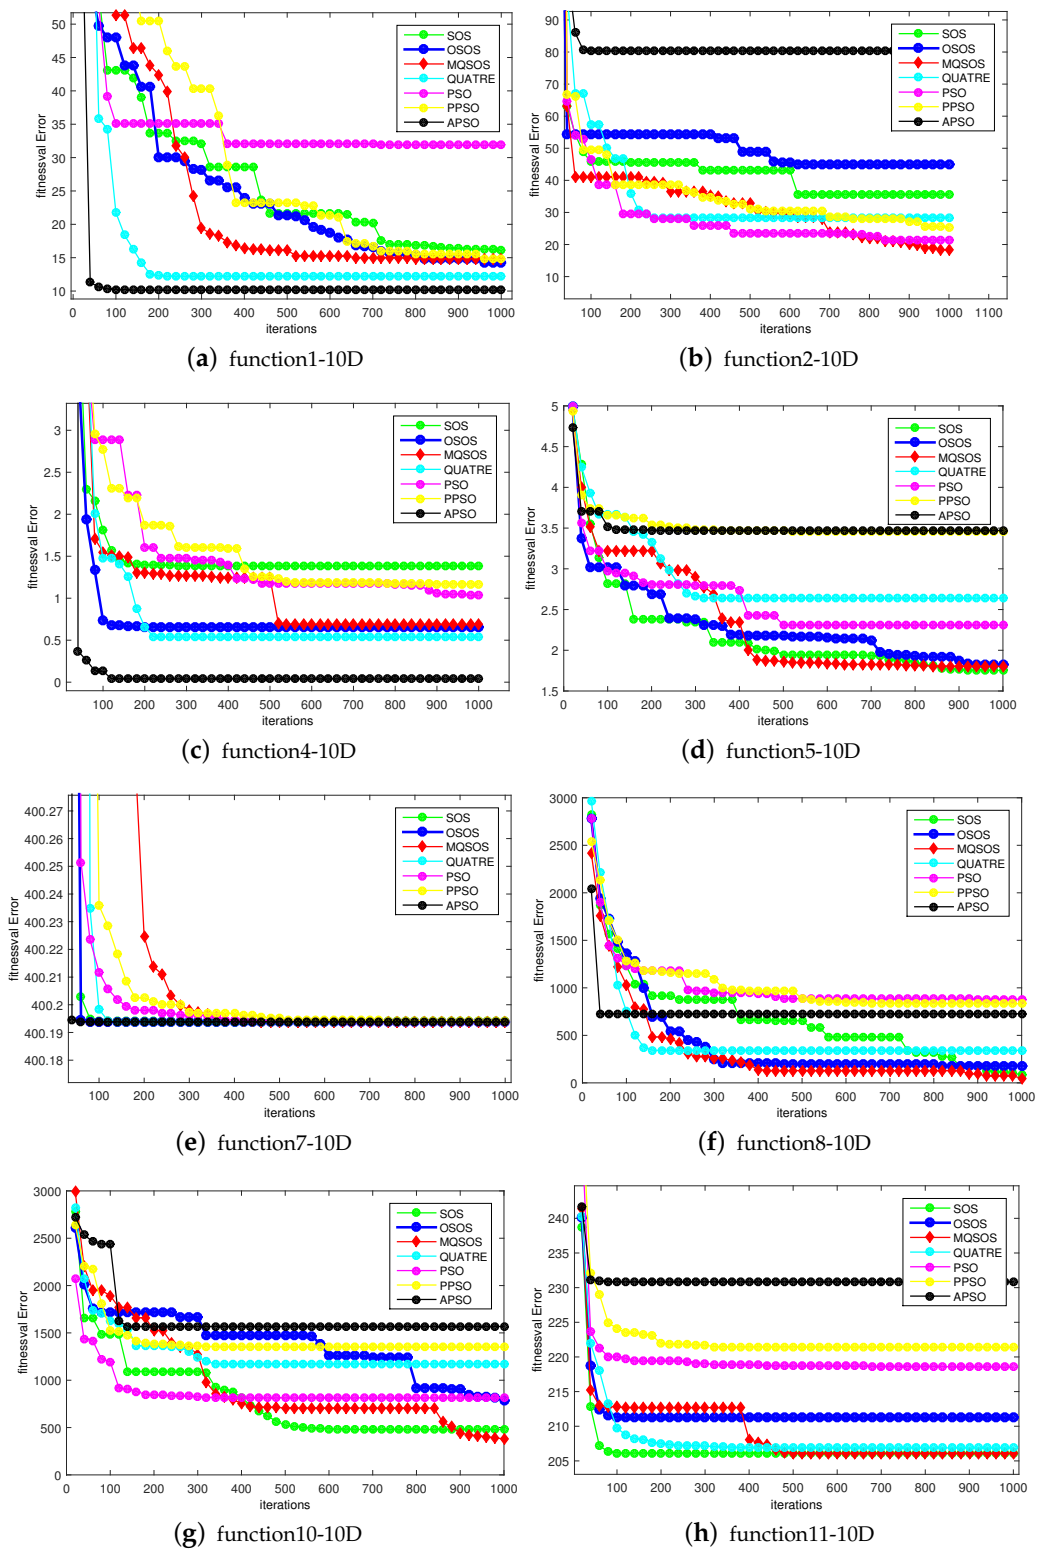 50
45
40
35
30
25
20
15
10
fitnessval Error
0 100 200 300 400 500 600 700 800 900 1000
iterations
SOS
OSOS
MQSOS
QUATRE
PSO
PPSO
APSO
(a) function1-10D
90
80
70
60
50
40
30
20
10
fitnessval Error
100 200 300 400 500 600 700 800 900 1000 1100
iterations
SOS
OSOS
MQSOS
QUATRE
PSO
PPSO
APSO
(b) function2-10D
3
2.5
2
1.5
1
0.5
0
fitnessval Error
100 200 300 400 500 600 700 800 900 1000
iterations
SOS
OSOS
MQSOS
QUATRE
PSO
PPSO
APSO
(c) function4-10D
5
4.5
4
3.5
3
2.5
2
1.5
fitnessval Error
0 100 200 300 400 500 600 700 800 900 1000
iterations
SOS
OSOS
MQSOS
QUATRE
PSO
PPSO
APSO
(d) function5-10D
400.27
400.26
400.25
400.24
400.23
400.22
400.21
400.2
400.19
400.18
fitnessval Error
100 200 300 400 500 600 700 800 900 1000
iterations
SOS
OSOS
MQSOS
QUATRE
PSO
PPSO
APSO
(e) function7-10D
3000
2500
2000
1500
1000
500
0
fitnessval Error
0 100 200 300 400 500 600 700 800 900 1000
iterations
SOS
OSOS
MQSOS
QUATRE
PSO
PPSO
APSO
(f) function8-10D
3000
2500
2000
1500
1000
500
0
fitnessval Error
0 100 200 300 400 500 600 700 800 900 1000
iterations
SOS
OSOS
MQSOS
QUATRE
PSO
PPSO
APSO
(g) function10-10D
240
235
230
225
220
215
210
205
fitnessval Error
100 200 300 400 500 600 700 800 900 1000
iterations
SOS
OSOS
MQSOS
QUATRE
PSO
PPSO
APSO
(h) function11-10D